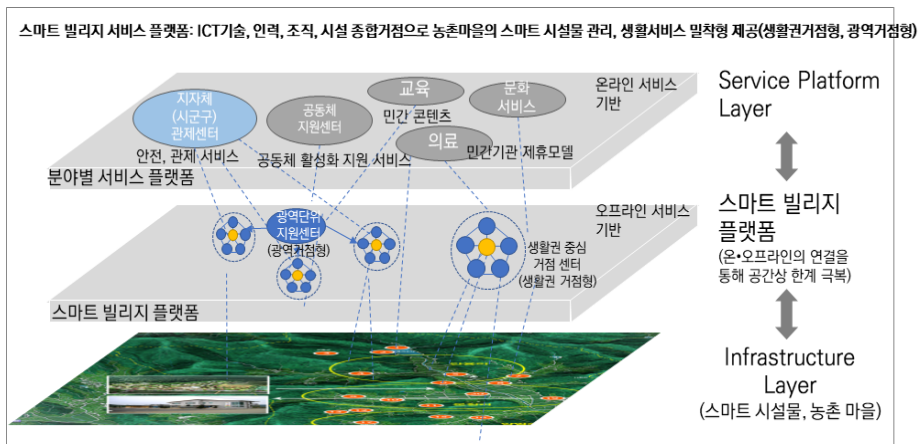 스마트 빌리지 서비스 플랫폼: ICT기술, 인력, 조직, 시설 종합거점으로 농촌마을의 스마트 시설물 관리, 생활서비스 밀착형 제공(생활권거점형, 광역거점형)
지자체
(시군구)
관제센터
안전, 관제 서비스
공동체
지원센터
공동체 활성화 지원 서비스
교육
민간 콘텐츠
의료
문화
서비스
민간기관 제휴모델
온라인 서비스
기반
분야별 서비스 플랫폼
Service Platform
Layer
광역단위
지원센터
(광역거점형)
오프라인 서비스
기반
생활권 중심
거점 센터
(생활권 거점형)
스마트 빌리지 플랫폼
스마트 빌리지
플랫폼
(온•오프라인의 연결을
통해 공간상 한계 극복)
Infrastructure
Layer
(스마트 시설물, 농촌 마을)